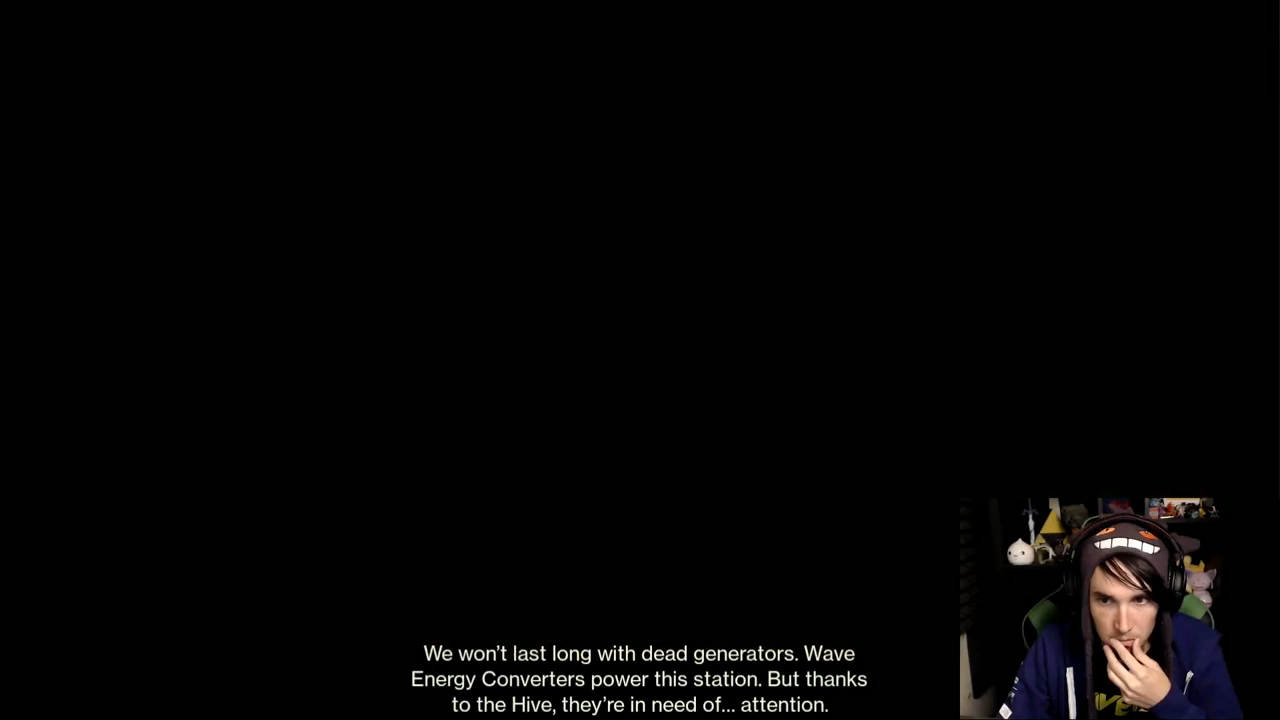 We won’t last long with dead generators. Wave
Energy Converters power this station. But thanks
to the Hive, they’re in need of... attention.